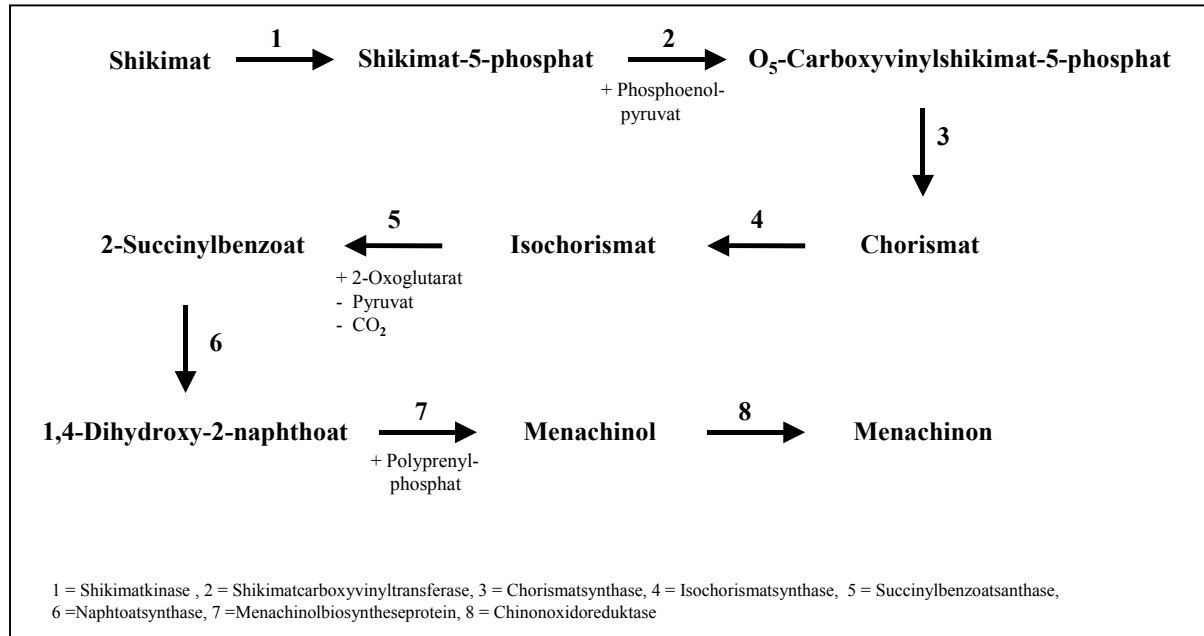 1
2
Shikimat
Shikimat-5-phosphat
O₅-Carboxyvinylshikimat-5-phosphat
+ Phosphoenol-
pyruvat
3
5
4
2-Succinylbenzoat
Isochorismat
Chorismat
+ 2-Oxoglutarat
- Pyruvat
- CO₂
6
7
8
1,4-Dihydroxy-2-naphthoat
Menachinol
Menachinon
+ Polyprenyl-
phosphat
1 = Shikimatkinase , 2 = Shikimatcarboxyvinyltransferase, 3 = Chorismatsynthase, 4 = Isochorismatsynthase, 5 = Succinylbenzoatsanthase,
6 =Naphtoatsynthase, 7 =Menachinolbiosyntheseprotein, 8 = Chinonoxidoreduktase